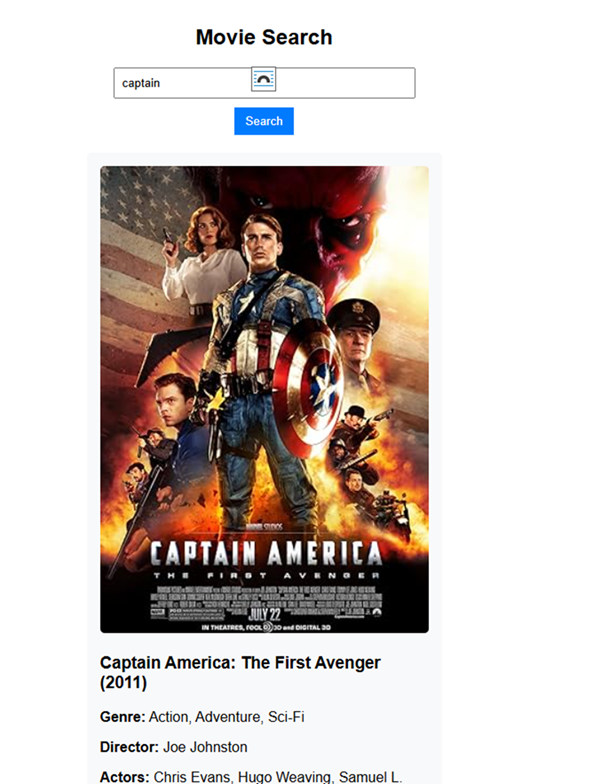 Movie Search
captain
Search
MARVEL STUDIOS
CAPTAIN AMERICA
THE FIRST AVENGER
JULY 22
IN THEATRES, REAL D 3D and DIGITAL 3D
Captain America: The First Avenger
(2011)
Genre: Action, Adventure, Sci-Fi
Director: Joe Johnston
Actors: Chris Evans, Hugo Weaving, Samuel L.